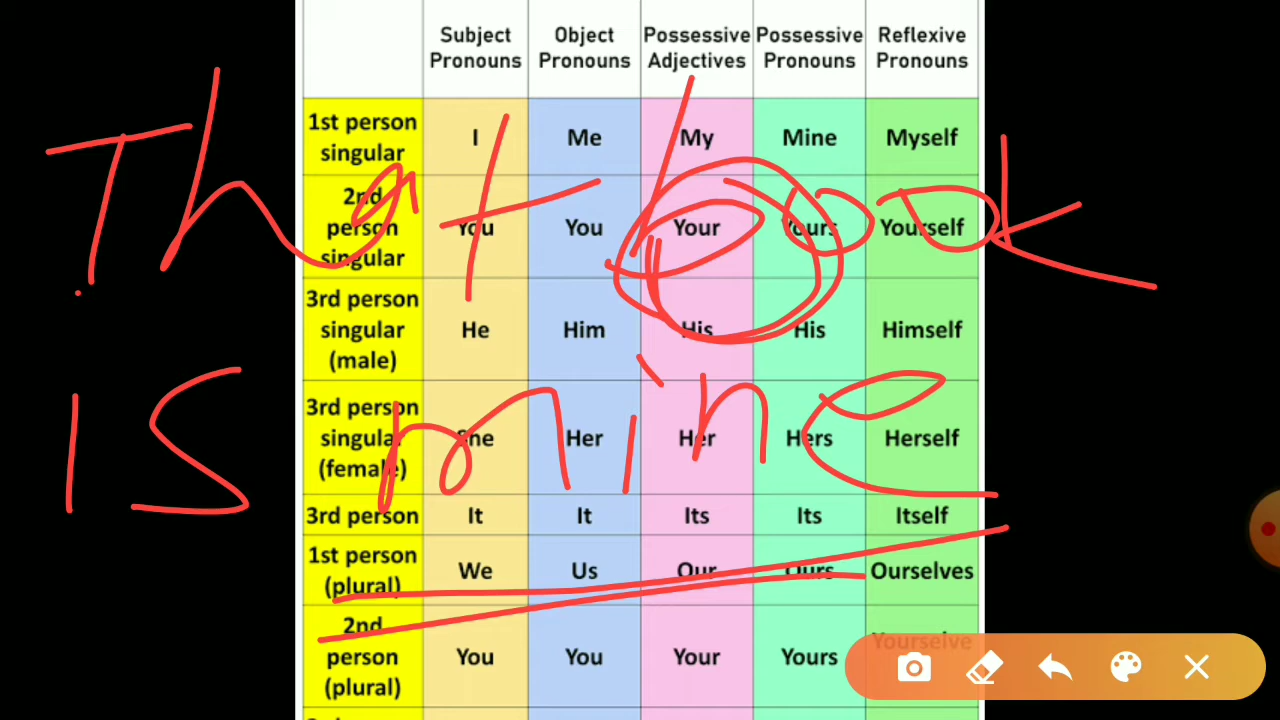 Subject Pronouns Object Pronouns Possessive Adjectives Possessive Pronouns Reflexive Pronouns
1st person singular I Me My Mine Myself
2nd person singular You You Your Yours Yourself
3rd person singular (male) He Him His His Himself
3rd person singular (female) She Her Her Hers Herself
3rd person It It Its Its Itself
1st person (plural) We Us Our Ours Ourselves
2nd person (plural) You You Your Yours Yourselve
That book
is mine